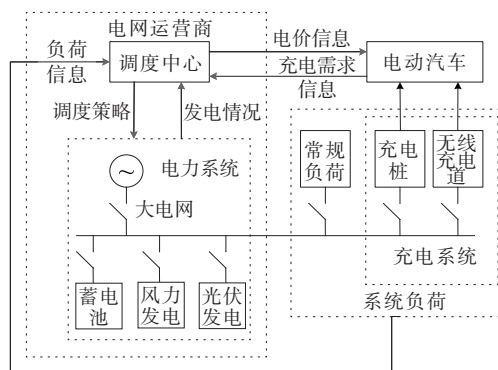 电网运营商
负荷
信息
调度中心
电价信息
充电需求
信息
电动汽车
调度策略
发电情况
电力系统
~
大电网
常规
负荷
充电
桩
无线
充电
道
蓄电
池
风力
发电
光伏
发电
充电系统
系统负荷